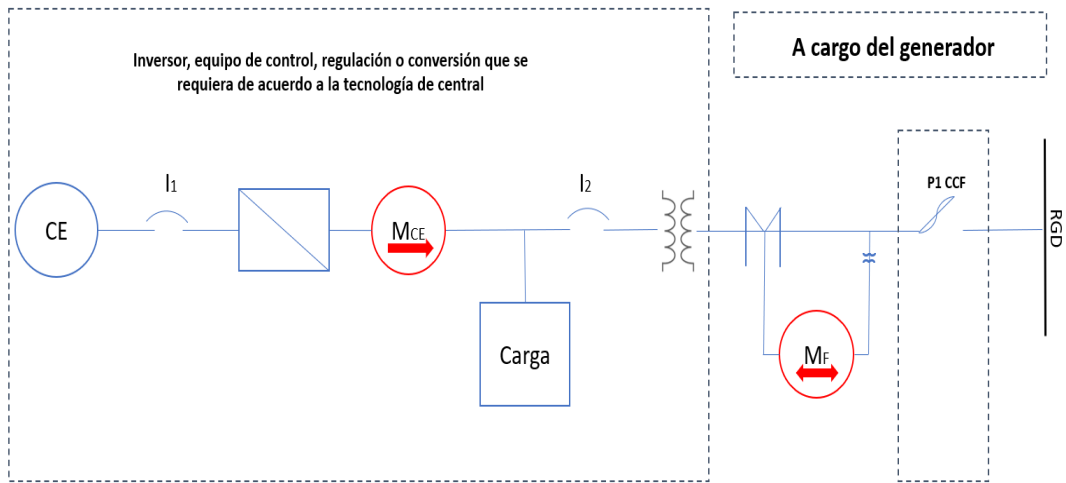 Inversor, equipo de control, regulación o conversión que se
requiera de acuerdo a la tecnología de central
A cargo del generador
CE
I1
MCE
I2
Carga
MF
P1 CCF
RGD